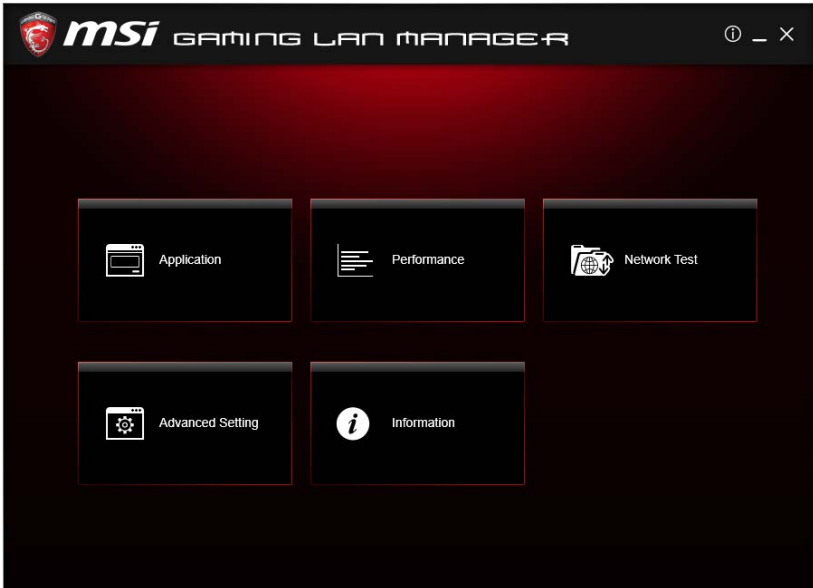 msi GAMING LAN MANAGER
Application
Performance
Network Test
Advanced Setting
Information